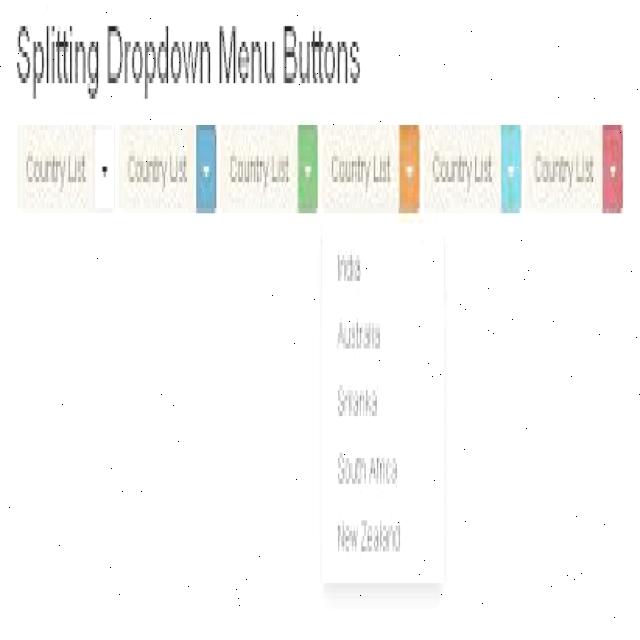 Splitting Dropdown Menu Buttons
Country List Country List Country List Country List Country List Country List
India
Australia
Srilanka
South Africa
New Zealand